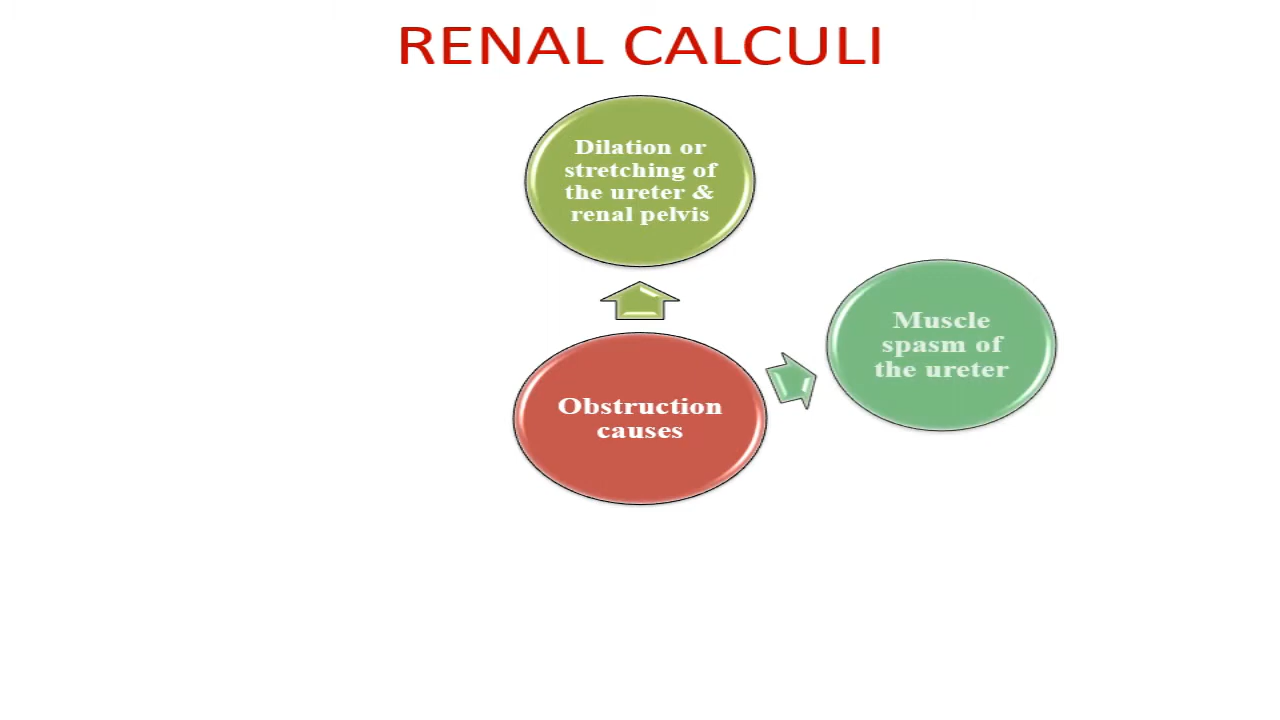 RENAL CALCULI
Dilation or
stretching of
the ureter &
renal pelvis
Muscle
spasm of
the ureter
Obstruction
causes